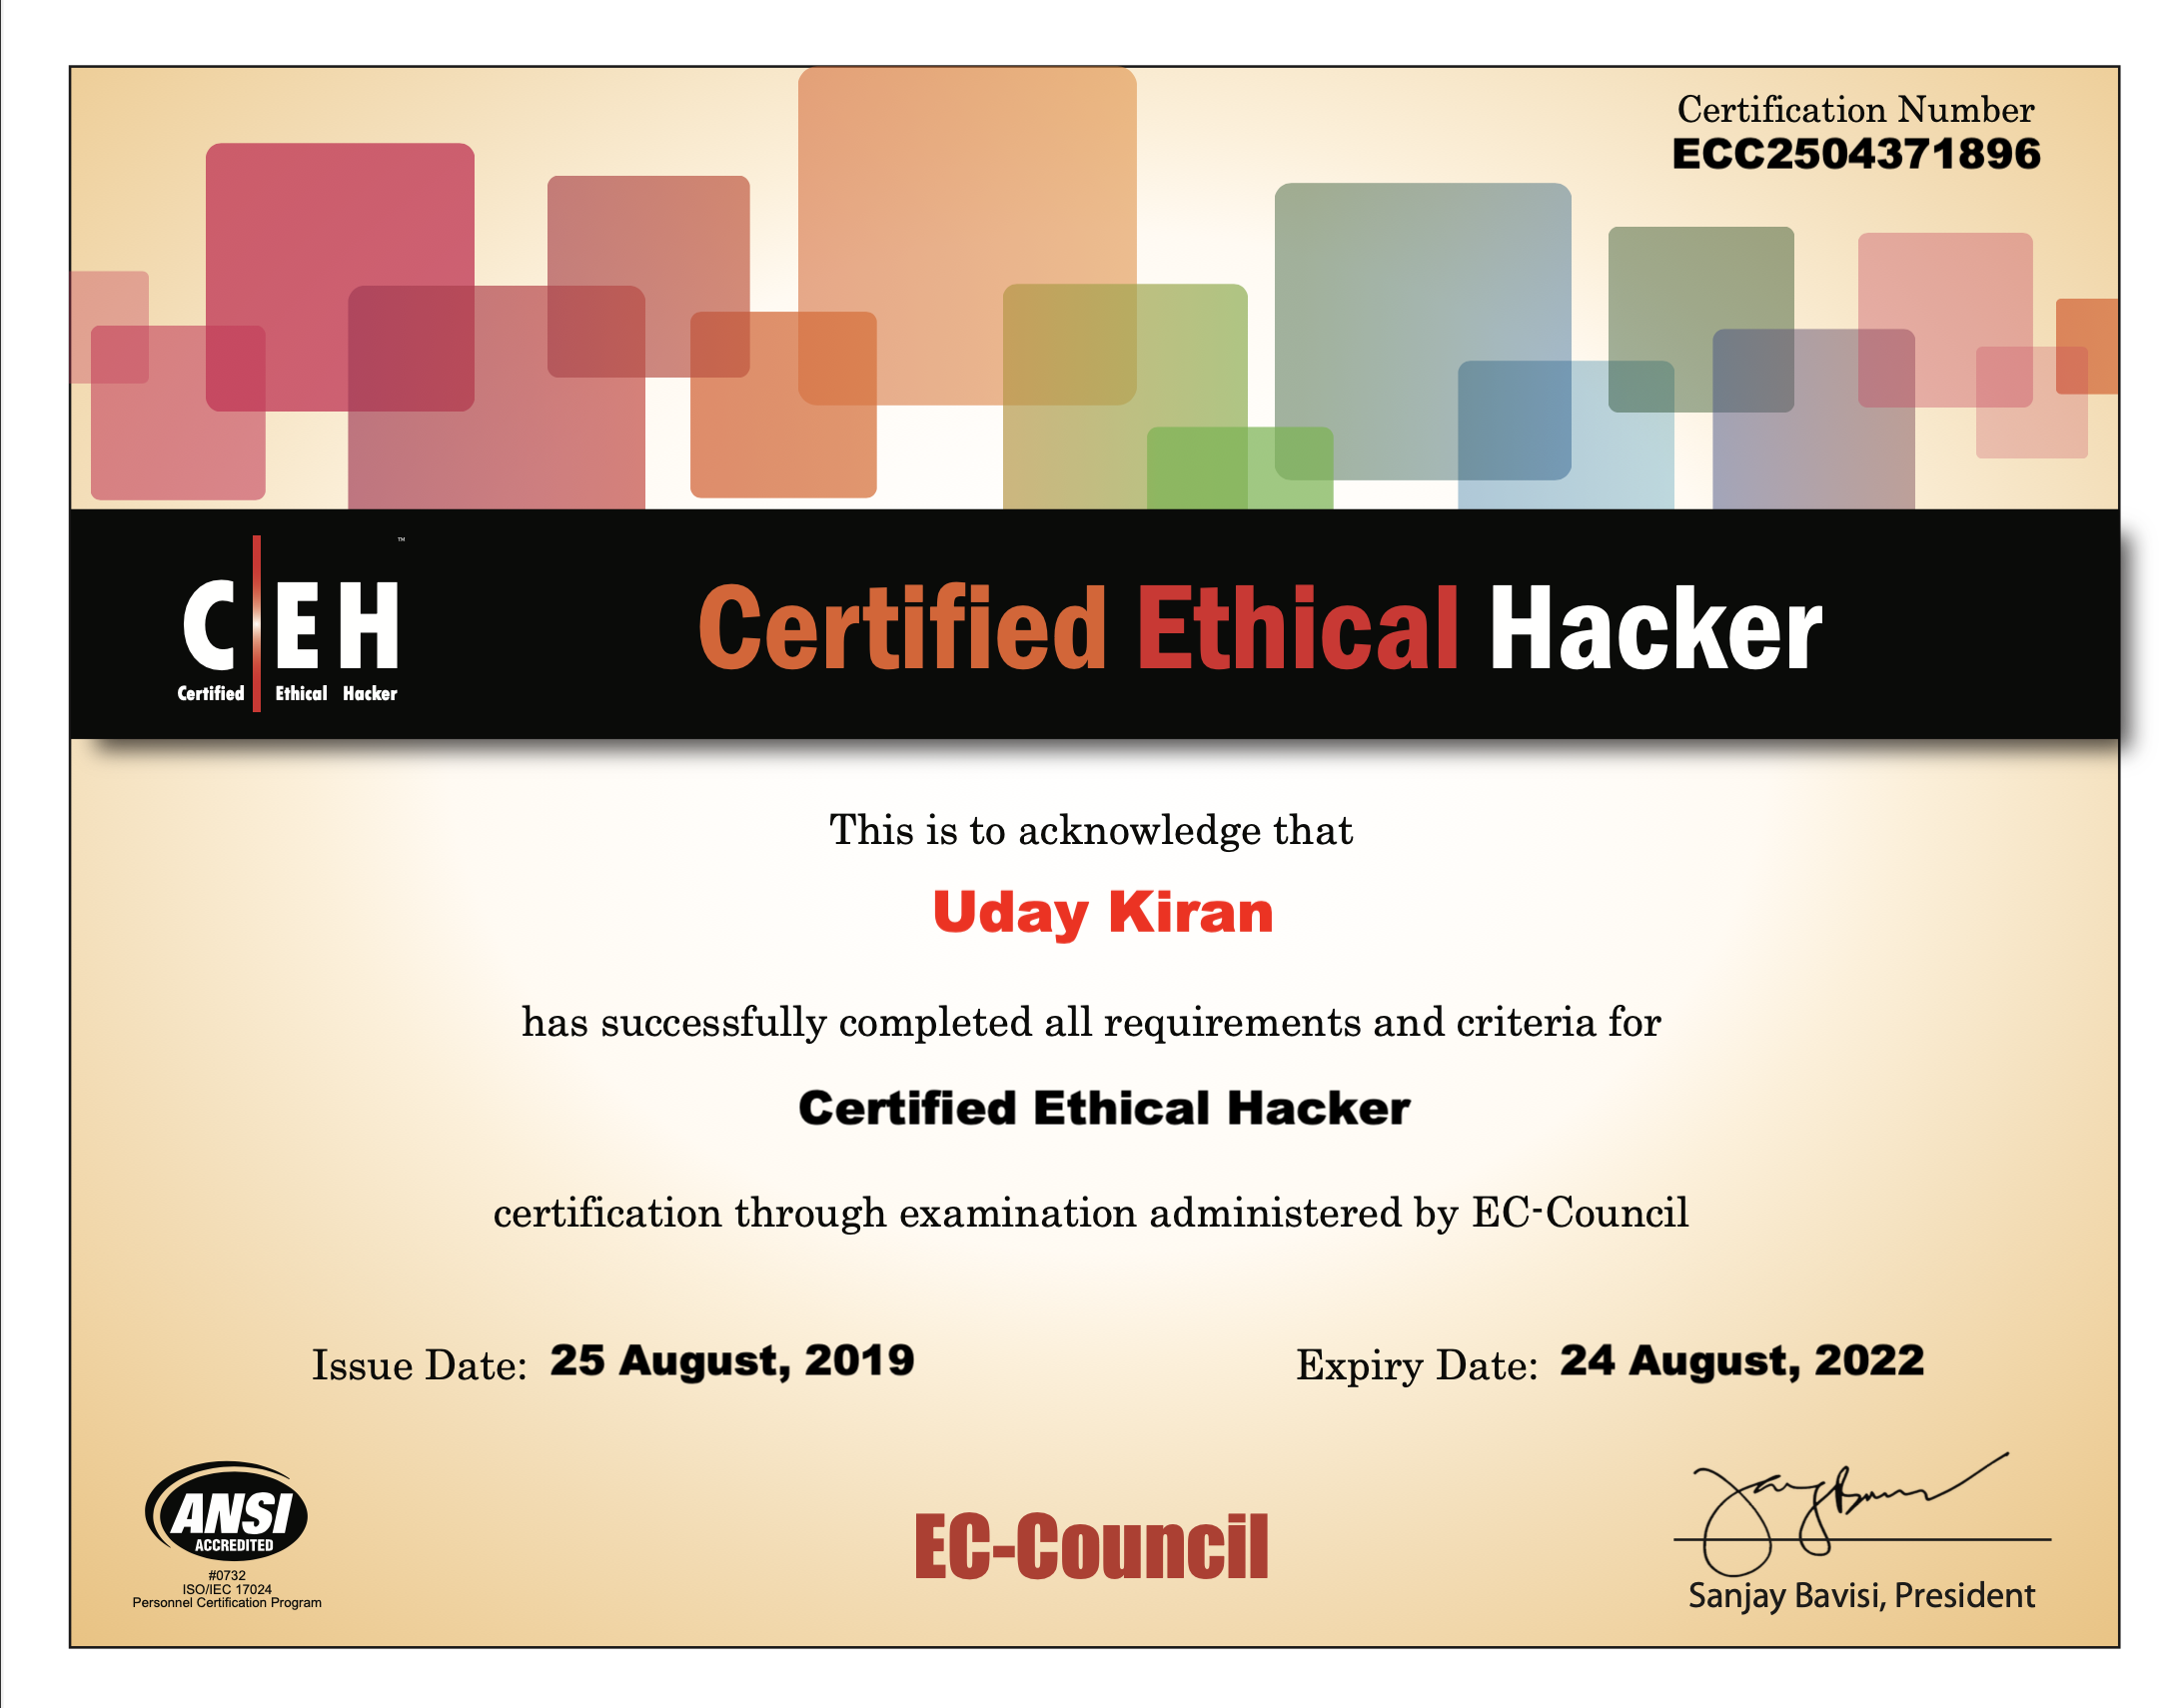 Certification Number
ECC2504371896
C EH ™
Certified Ethical Hacker
Certified Ethical Hacker
This is to acknowledge that
Uday Kiran
has successfully completed all requirements and criteria for
Certified Ethical Hacker
certification through examination administered by EC-Council
Issue Date: 25 August, 2019
Expiry Date: 24 August, 2022
ANSI
ACCREDITED
#0732
ISO/IEC 17024
Personnel Certification Program
EC-Council
Sanjay Bavisi, President